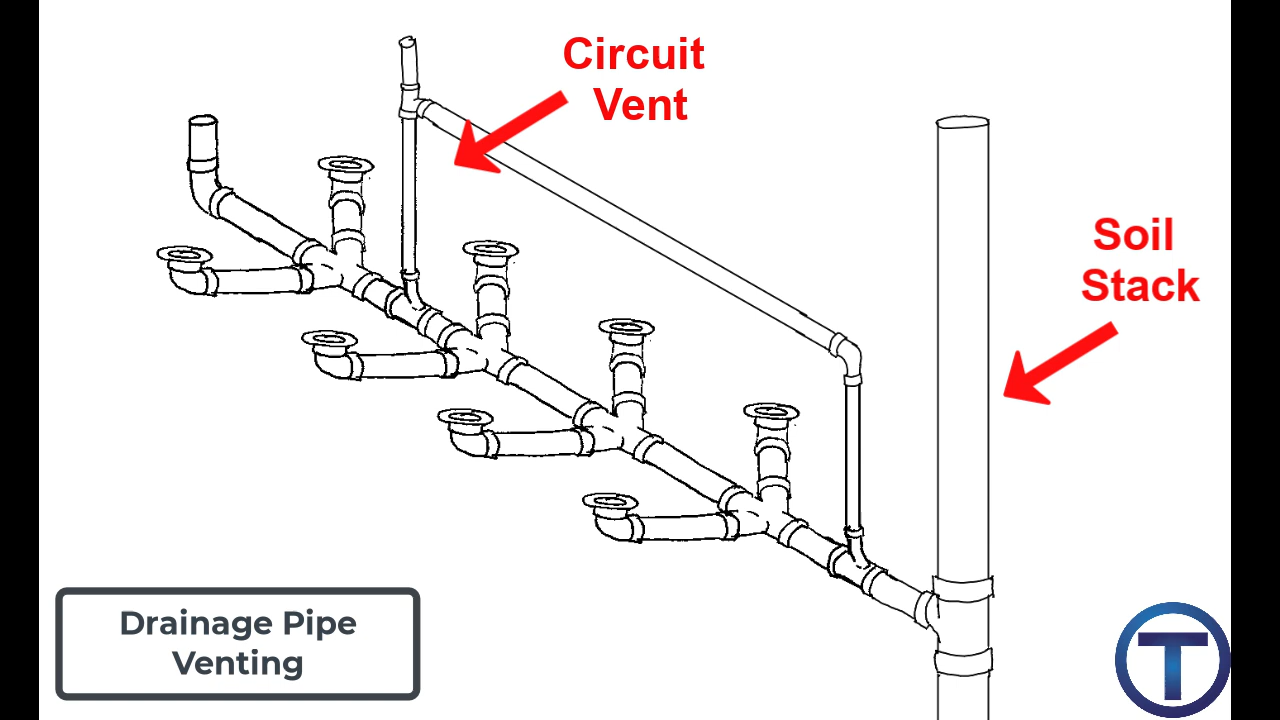 Circuit
Vent
Soil
Stack
Drainage Pipe
Venting
T